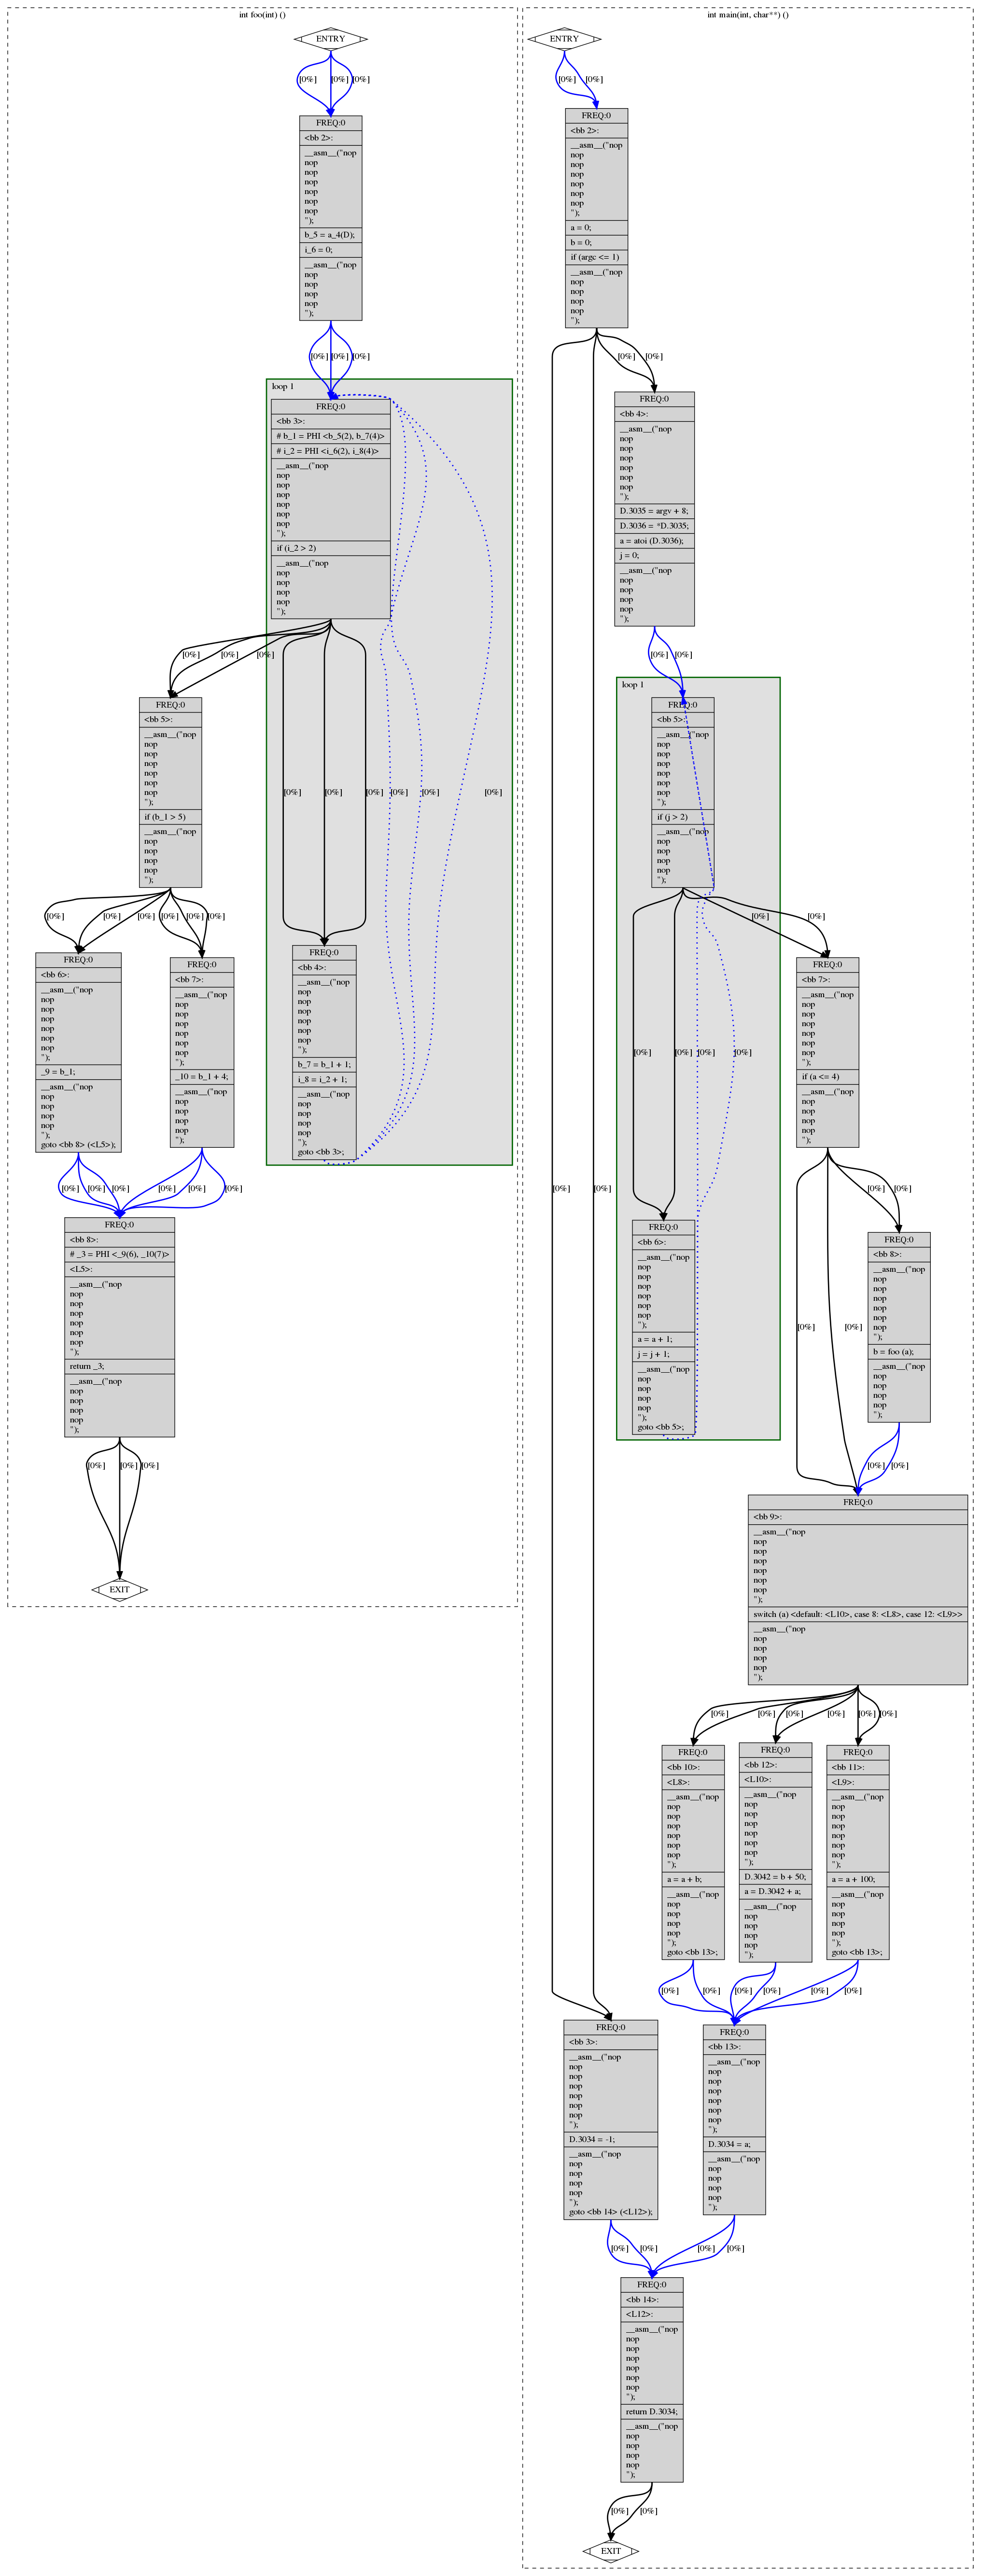 int foo(int) ()
ENTRY
[0%] [0%] [0%]
FREQ:0
<bb 2>:
__asm__("nop
nop
nop
nop
nop
nop
nop
");
b_5 = a_4(D);
i_6 = 0;
__asm__("nop
nop
nop
nop
nop
");
[0%] [0%] [0%]
loop 1
FREQ:0
<bb 3>:
# b_1 = PHI <b_5(2), b_7(4)>
# i_2 = PHI <i_6(2), i_8(4)>
__asm__("nop
nop
nop
nop
nop
nop
nop
");
if (i_2 > 2)
__asm__("nop
nop
nop
nop
nop
");
[0%] [0%] [0%]
FREQ:0
<bb 5>:
__asm__("nop
nop
nop
nop
nop
nop
nop
");
if (b_1 > 5)
__asm__("nop
nop
nop
nop
nop
");
[0%] [0%] [0%] [0%] [0%] [0%]
[0%] [0%] [0%] [0%] [0%] [0%]
FREQ:0
<bb 6>:
__asm__("nop
nop
nop
nop
nop
nop
nop
");
_9 = b_1;
__asm__("nop
nop
nop
nop
nop
");
goto <bb 8> (<L5>);
FREQ:0
<bb 7>:
__asm__("nop
nop
nop
nop
nop
nop
nop
");
_10 = b_1 + 4;
__asm__("nop
nop
nop
nop
nop
");
FREQ:0
<bb 4>:
__asm__("nop
nop
nop
nop
nop
nop
nop
");
b_7 = b_1 + 1;
i_8 = i_2 + 1;
__asm__("nop
nop
nop
nop
nop
");
goto <bb 3>;
[0%] [0%] [0%] [0%] [0%] [0%]
FREQ:0
<bb 8>:
# _3 = PHI <_9(6), _10(7)>
<L5>:
__asm__("nop
nop
nop
nop
nop
nop
nop
");
return _3;
__asm__("nop
nop
nop
nop
nop
");
[0%] [0%] [0%]
EXIT
int main(int, char**) ()
ENTRY
[0%] [0%]
FREQ:0
<bb 2>:
__asm__("nop
nop
nop
nop
nop
nop
nop
");
a = 0;
b = 0;
if (argc <= 1)
__asm__("nop
nop
nop
nop
nop
");
[0%] [0%]
FREQ:0
<bb 4>:
__asm__("nop
nop
nop
nop
nop
nop
nop
");
D.3035 = argv + 8;
D.3036 = *D.3035;
a = atoi (D.3036);
j = 0;
__asm__("nop
nop
nop
nop
nop
");
[0%] [0%]
loop 1
FREQ:0
<bb 5>:
__asm__("nop
nop
nop
nop
nop
nop
nop
");
if (j > 2)
__asm__("nop
nop
nop
nop
nop
");
[0%] [0%]
[0%] [0%] [0%] [0%]
FREQ:0
<bb 7>:
__asm__("nop
nop
nop
nop
nop
nop
nop
");
if (a <= 4)
__asm__("nop
nop
nop
nop
nop
");
[0%] [0%]
[0%] [0%]
FREQ:0
<bb 6>:
__asm__("nop
nop
nop
nop
nop
nop
nop
");
a = a + 1;
j = j + 1;
__asm__("nop
nop
nop
nop
nop
");
goto <bb 5>;
FREQ:0
<bb 8>:
__asm__("nop
nop
nop
nop
nop
nop
nop
");
b = foo (a);
__asm__("nop
nop
nop
nop
nop
");
[0%] [0%]
[0%] [0%]
FREQ:0
<bb 9>:
__asm__("nop
nop
nop
nop
nop
nop
nop
");
switch (a) <default: <L10>, case 8: <L8>, case 12: <L9>>
__asm__("nop
nop
nop
nop
nop
");
[0%] [0%] [0%] [0%] [0%] [0%]
FREQ:0
<bb 10>:
<L8>:
__asm__("nop
nop
nop
nop
nop
nop
nop
");
a = a + b;
__asm__("nop
nop
nop
nop
nop
");
goto <bb 13>;
FREQ:0
<bb 12>:
<L10>:
__asm__("nop
nop
nop
nop
nop
nop
nop
");
D.3042 = b + 50;
a = D.3042 + a;
__asm__("nop
nop
nop
nop
nop
");
FREQ:0
<bb 11>:
<L9>:
__asm__("nop
nop
nop
nop
nop
nop
nop
");
a = a + 100;
__asm__("nop
nop
nop
nop
nop
");
goto <bb 13>;
[0%] [0%] [0%] [0%] [0%] [0%]
FREQ:0
<bb 3>:
__asm__("nop
nop
nop
nop
nop
nop
nop
");
D.3034 = -1;
__asm__("nop
nop
nop
nop
nop
");
goto <bb 14> (<L12>);
FREQ:0
<bb 13>:
__asm__("nop
nop
nop
nop
nop
nop
nop
");
D.3034 = a;
__asm__("nop
nop
nop
nop
nop
");
[0%] [0%] [0%] [0%]
FREQ:0
<bb 14>:
<L12>:
__asm__("nop
nop
nop
nop
nop
nop
nop
");
return D.3034;
__asm__("nop
nop
nop
nop
nop
");
[0%] [0%]
EXIT